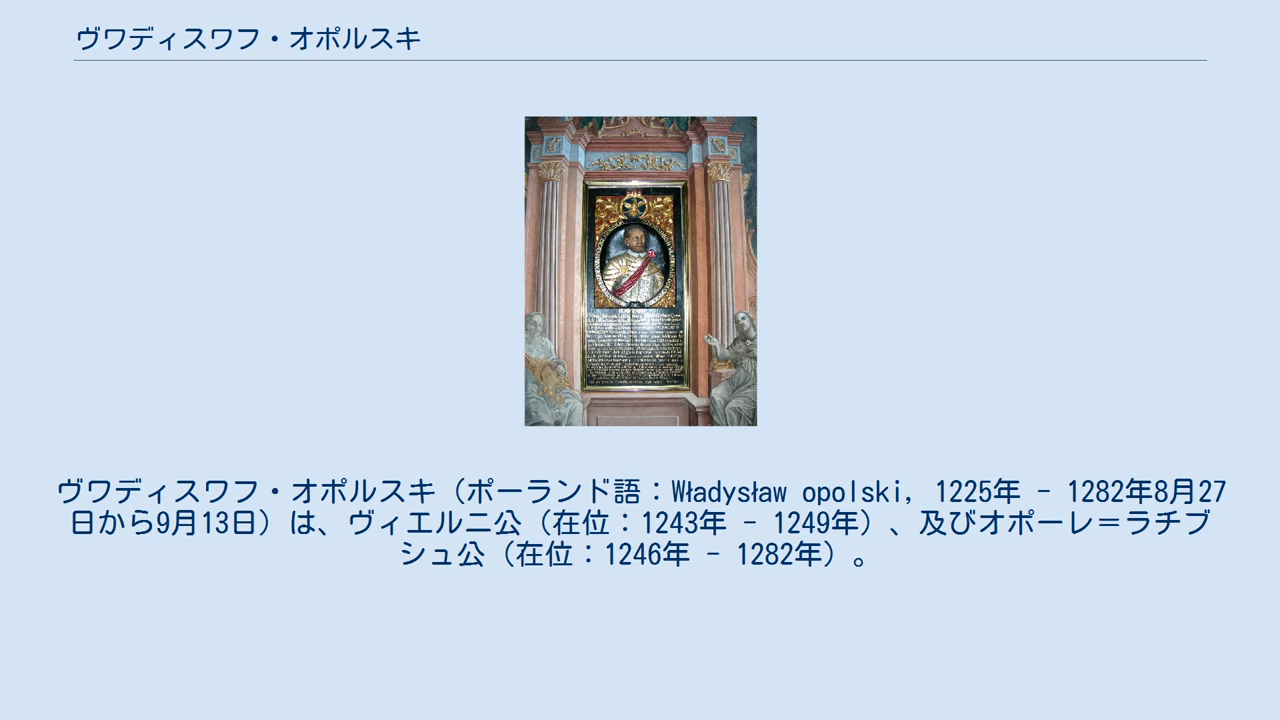 ヴワディスワフ・オポルスキ
ヴワディスワフ・オポルスキ（ポーランド語：Władysław opolski, 1225年 - 1282年8月27
日から9月13日）は、ヴィエルニ公（在位：1243年 - 1249年）、及びオポーレ＝ラチブ
シュ公（在位：1246年 - 1282年）。